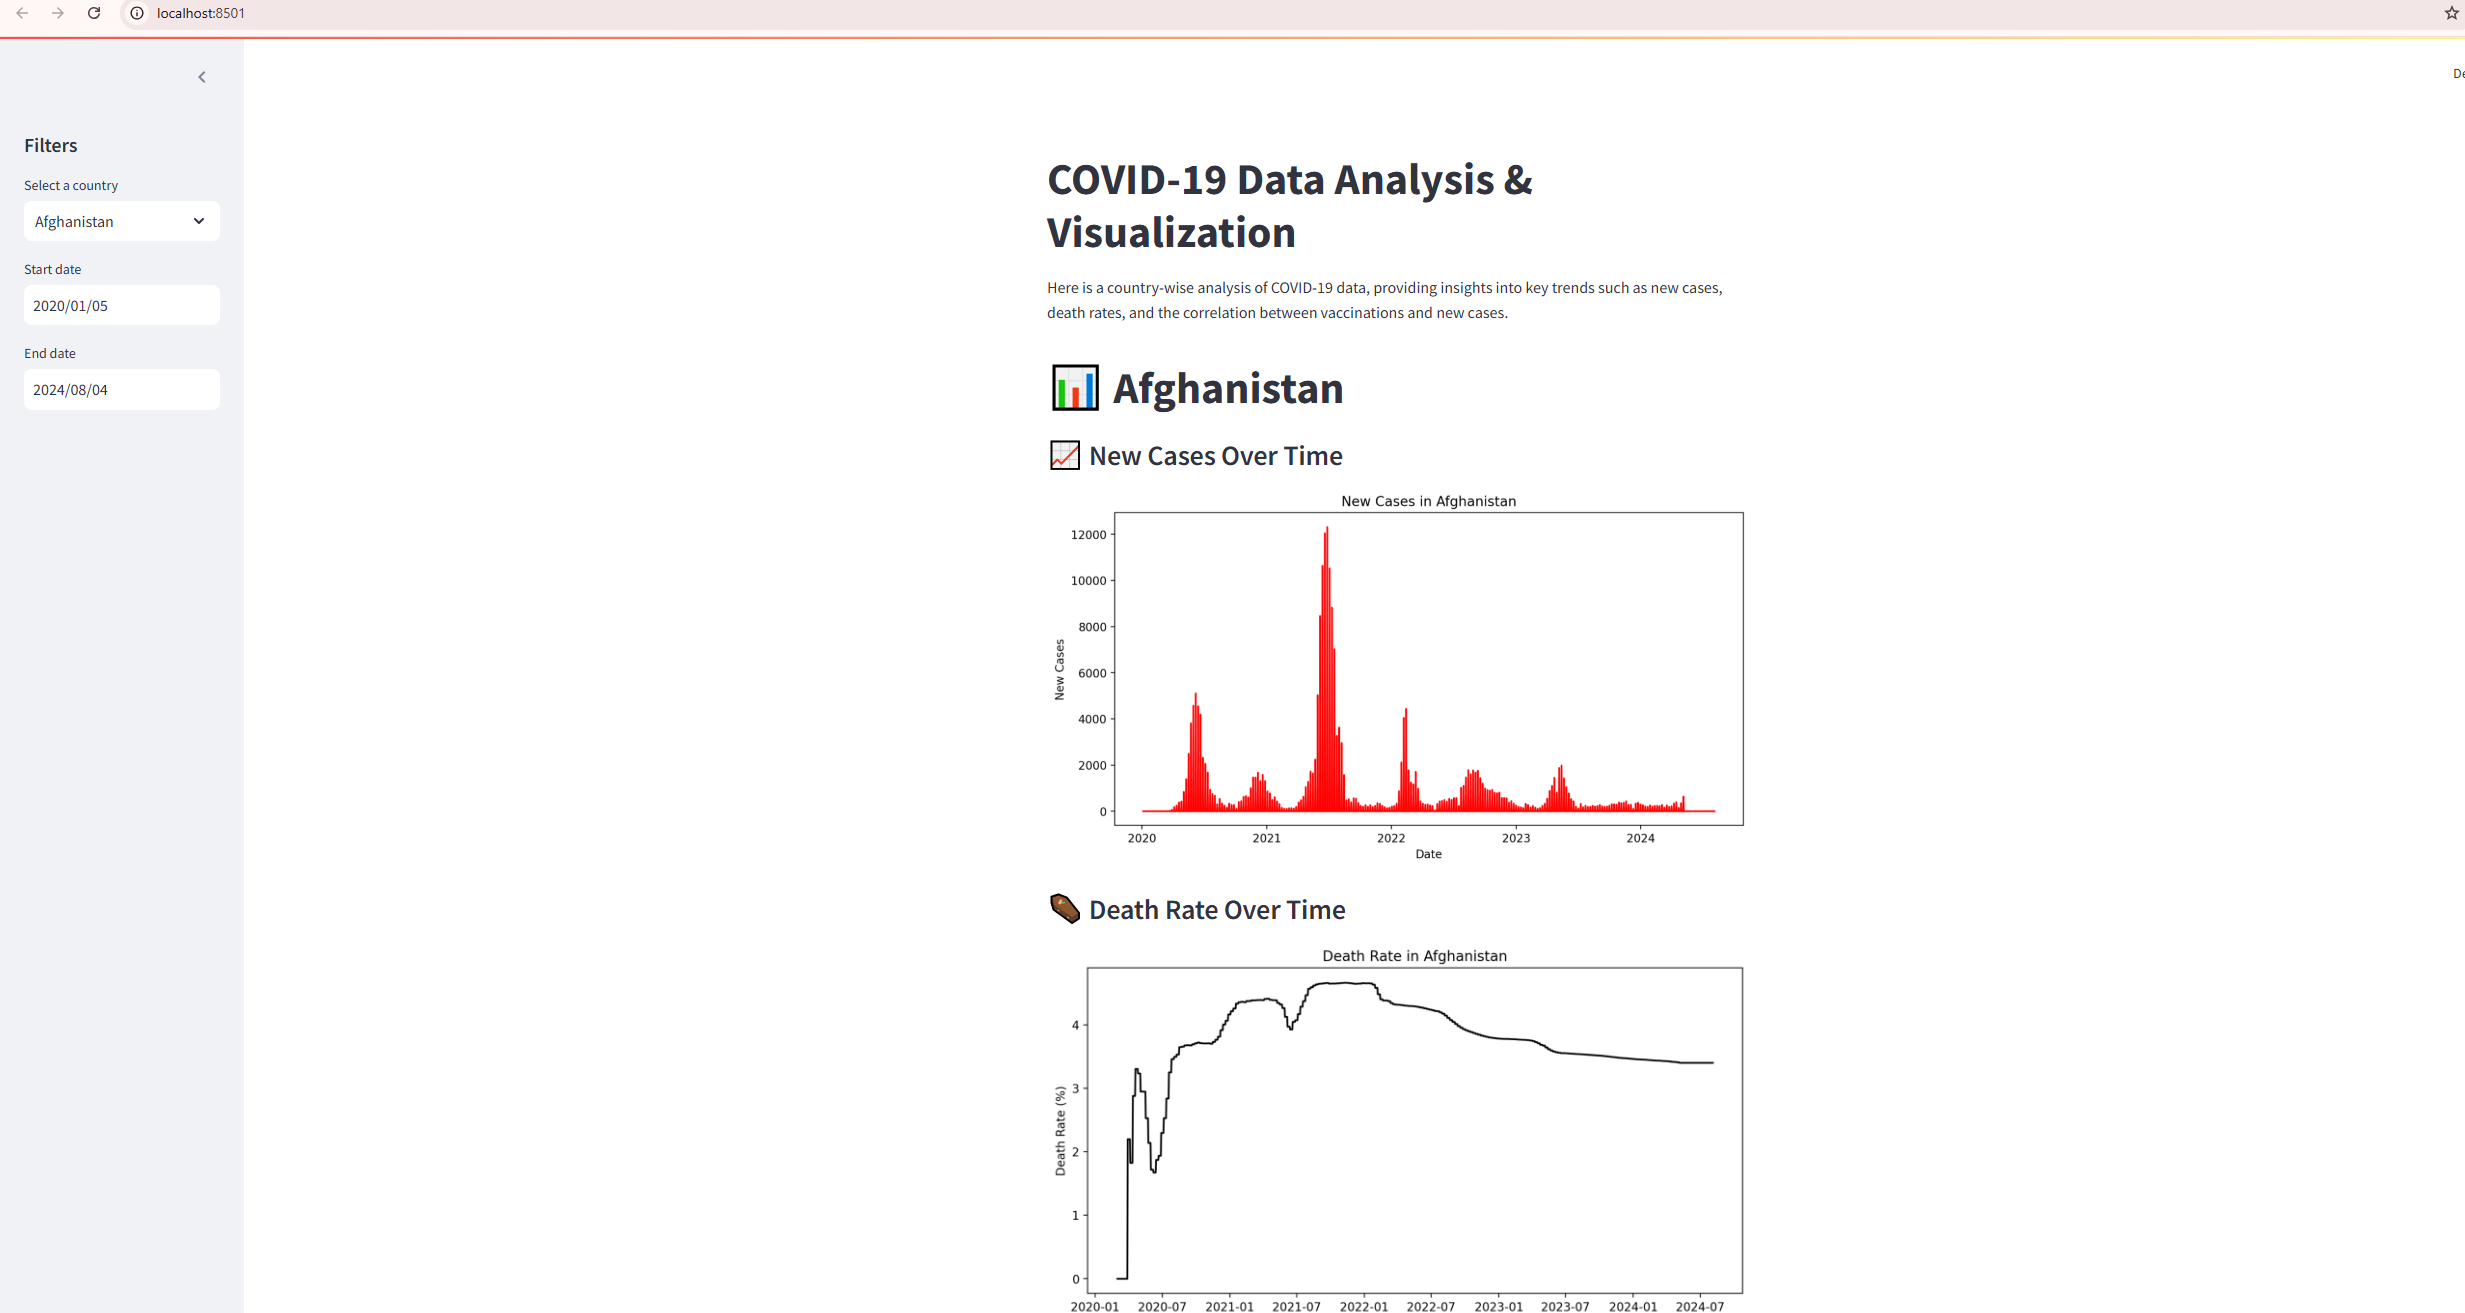 localhost:8501
De
Filters
Select a country
Afghanistan
Start date
2020/01/05
End date
2024/08/04
COVID-19 Data Analysis &
Visualization
Here is a country-wise analysis of COVID-19 data, providing insights into key trends such as new cases,
death rates, and the correlation between vaccinations and new cases.
Afghanistan
New Cases Over Time
New Cases in Afghanistan
12000
10000
8000
6000
4000
2000
0
New Cases
2020 2021 2022 2023 2024
Date
Death Rate Over Time
Death Rate in Afghanistan
4
3
2
1
0
Death Rate (%)
2020-01 2020-07 2021-01 2021-07 2022-01 2022-07 2023-01 2023-07 2024-01 2024-07